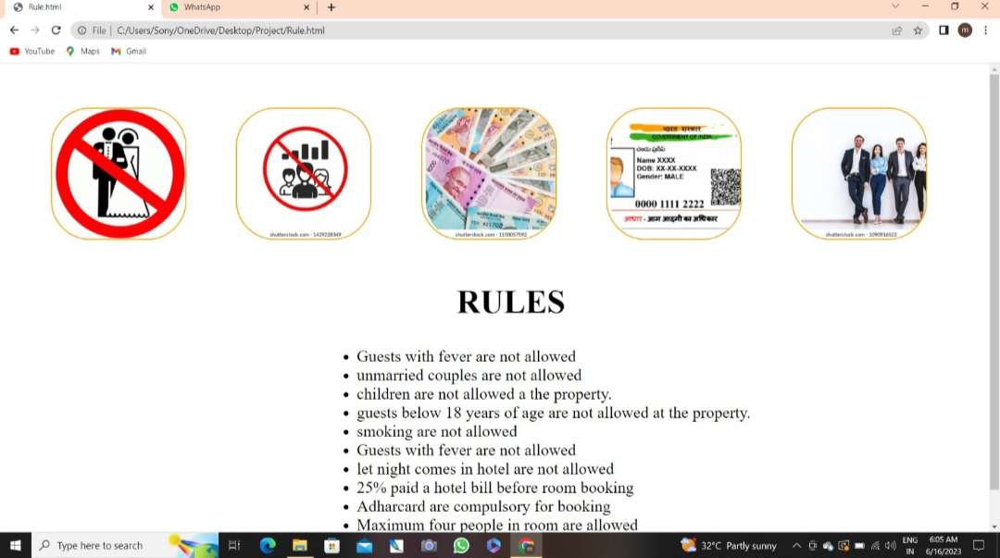 Rule.html
WhatsApp
File | C:/Users/Sony/OneDrive/Desktop/Project/Rule.html
m
YouTube
Maps
Gmail
shutterstock.com · 1429228349
shutterstock.com · 1150057592
भारत सरकार
GOVERNMENT OF INDIA
Name XXXX
DOB: XX-XX-XXXX
Gender: MALE
0000 1111 2222
आधार - आम आदमी का अधिकार
shutterstock.com · 1090916522
RULES
• Guests with fever are not allowed
• unmarried couples are not allowed
• children are not allowed a the property.
• guests below 18 years of age are not allowed at the property.
• smoking are not allowed
• Guests with fever are not allowed
• let night comes in hotel are not allowed
• 25% paid a hotel bill before room booking
• Adharcard are compulsory for booking
• Maximum four people in room are allowed
Type here to search
32°C Partly sunny
ENG
IN
6:05 AM
6/16/2023